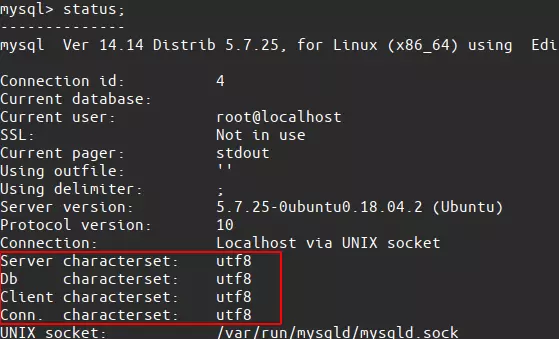 mysql> status;
--------------
mysql  Ver 14.14 Distrib 5.7.25, for Linux (x86_64) using  Edi
Connection id:          4
Current database:
Current user:           root@localhost
SSL:                    Not in use
Current pager:          stdout
Using outfile:          ''
Using delimiter:        ;
Server version:         5.7.25-0ubuntu0.18.04.2 (Ubuntu)
Protocol version:       10
Connection:             Localhost via UNIX socket
Server characterset:    utf8
Db     characterset:    utf8
Client characterset:    utf8
Conn.  characterset:    utf8
UNIX socket:            /var/run/mysqld/mysqld.sock